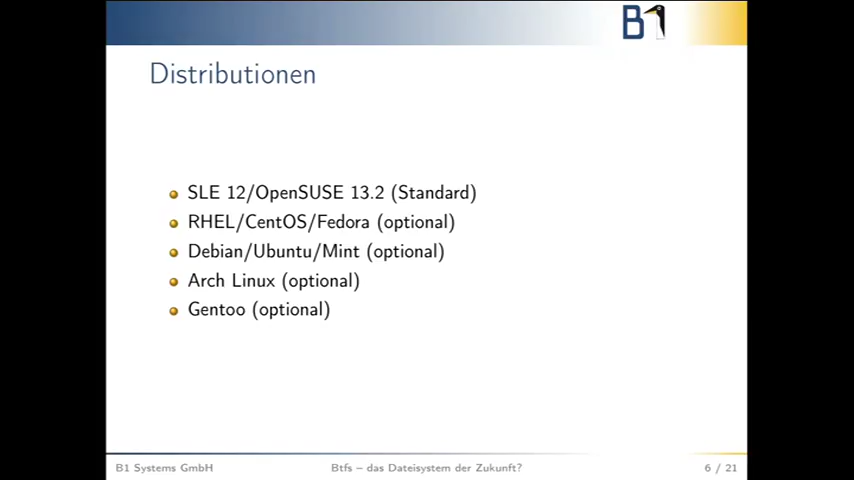 B1
Distributionen
SLE 12/OpenSUSE 13.2 (Standard)
RHEL/CentOS/Fedora (optional)
Debian/Ubuntu/Mint (optional)
Arch Linux (optional)
Gentoo (optional)
B1 Systems GmbH
Btfs – das Dateisystem der Zukunft?
6 / 21